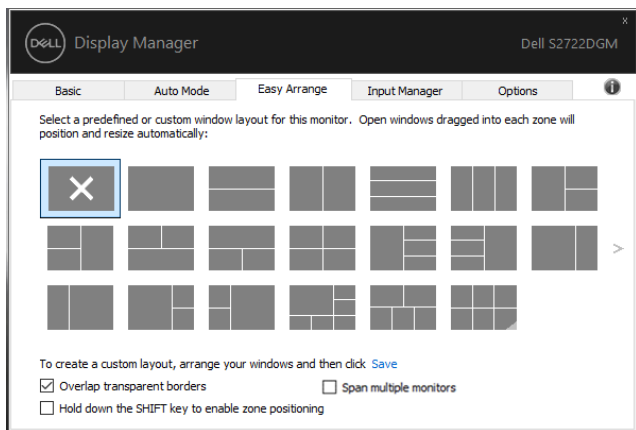 DELL Display Manager
x
Dell S2722DGM
Basic Auto Mode Easy Arrange Input Manager Options i
Select a predefined or custom window layout for this monitor. Open windows dragged into each zone will
position and resize automatically:
>
To create a custom layout, arrange your windows and then click Save
Overlap transparent borders Span multiple monitors
Hold down the SHIFT key to enable zone positioning